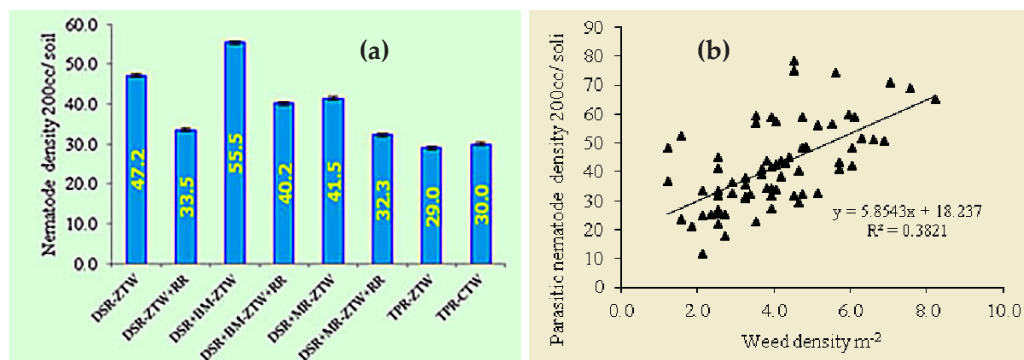 (a)
Nematode density 200cc/ soil
60.0
50.0
40.0
30.0
20.0
10.0
0.0
47.2
33.5
55.5
40.2
41.5
32.3
29.0
30.0
DSR-ZTW
DSR-ZTW+RR
DSR+BM-ZTW
DSR+BM-ZTW+RR
DSR+MR-ZTW
DSR+MR-ZTW+RR
TPR-ZTW
TPR-CTW
(b)
Parasitic nematode density 200cc/ soli
90
80
70
60
50
40
30
20
10
0
y = 5.8543x + 18.237
R² = 0.3821
0.0 2.0 4.0 6.0 8.0 10.0
Weed density m⁻²